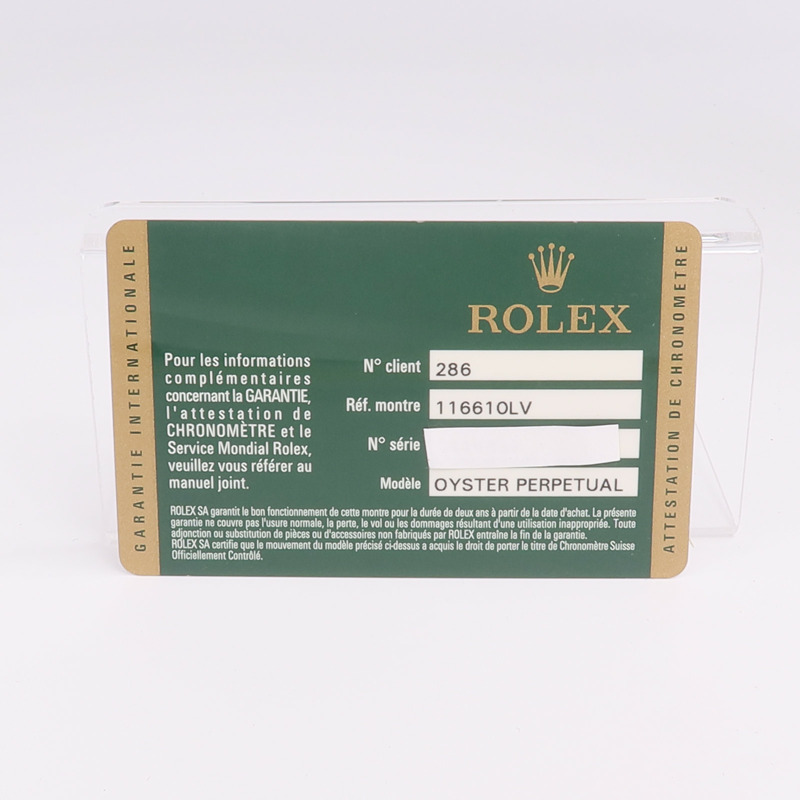 GARANTIE INTERNATIONALE
ROLEX
Pour les informations
complémentaires
concernant la GARANTIE,
l'attestation de
CHRONOMÈTRE et le
Service Mondial Rolex,
veuillez vous référer au
manuel joint.
N° client 286
Réf. montre 116610LV
N° série
Modèle OYSTER PERPETUAL
ROLEX SA garantit le bon fonctionnement de cette montre pour la durée de deux ans à partir de la date d'achat. La présente
garantie ne couvre pas l'usure normale, la perte, le vol ou les dommages résultant d'une utilisation inappropriée. Toute
adjonction ou substitution de pièces ou d'accessoires non fabriqués par ROLEX entraîne la fin de la garantie.
ROLEX SA certifie que le mouvement du modèle précisé ci-dessus a acquis le droit de porter le titre de Chronomètre Suisse
Officiellement Contrôlé.
ATTESTATION DE CHRONOMETRE